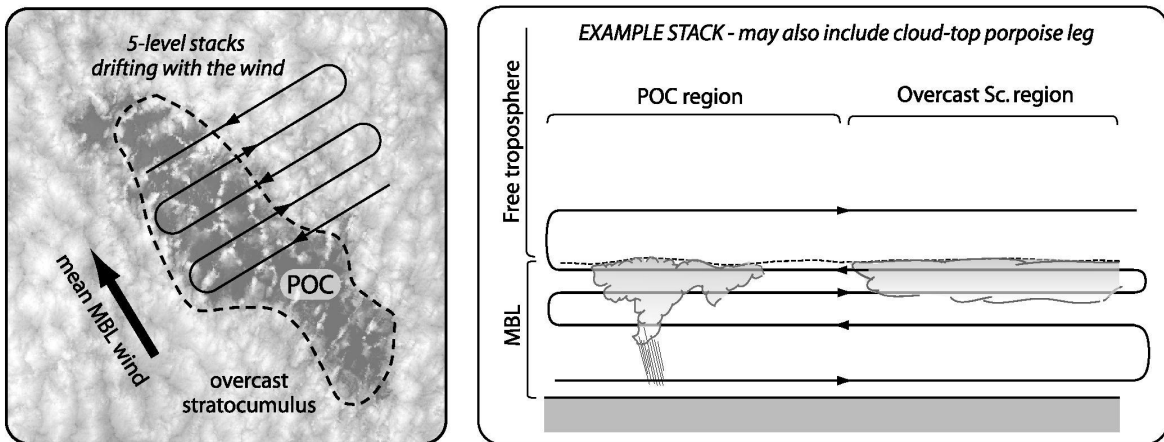 5-level stacks
drifting with the wind
POC
mean MBL wind
overcast
stratocumulus
EXAMPLE STACK - may also include cloud-top porpoise leg
POC region
Overcast Sc. region
Free troposphere
MBL